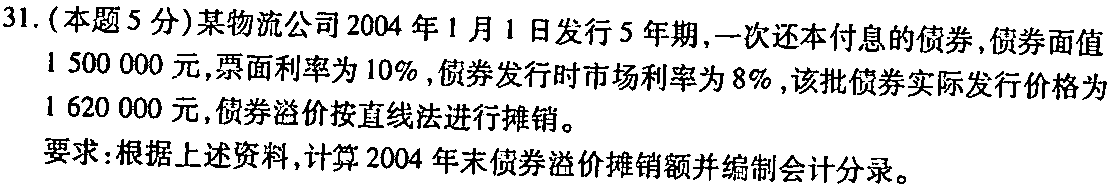 31.(本题5分)某物流公司2004年1月1日发行5年期,一次还本付息的债券,债券面值
1 500 000元,票面利率为10%,债券发行时市场利率为8%,该批债券实际发行价格为
1 620 000元,债券溢价按直线法进行摊销。
要求:根据上述资料,计算2004年末债券溢价摊销额并编制会计分录。